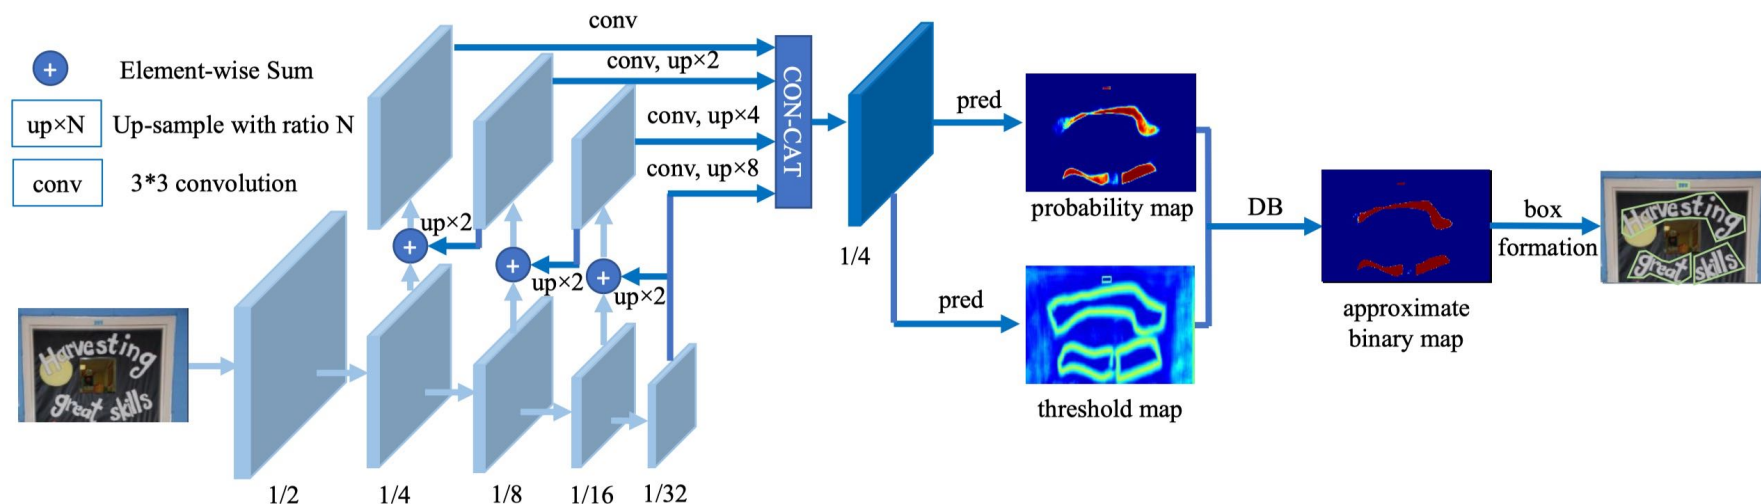 +
Element-wise Sum
up×N
Up-sample with ratio N
conv
3*3 convolution
conv
conv, up×2
conv, up×4
conv, up×8
CON-CAT
up×2
+
up×2
+
up×2
+
1/2
1/4
1/8
1/16
1/32
Harvesting
great skills
1/4
pred
probability map
pred
threshold map
DB
approximate
binary map
box
formation
Harvesting
great skills